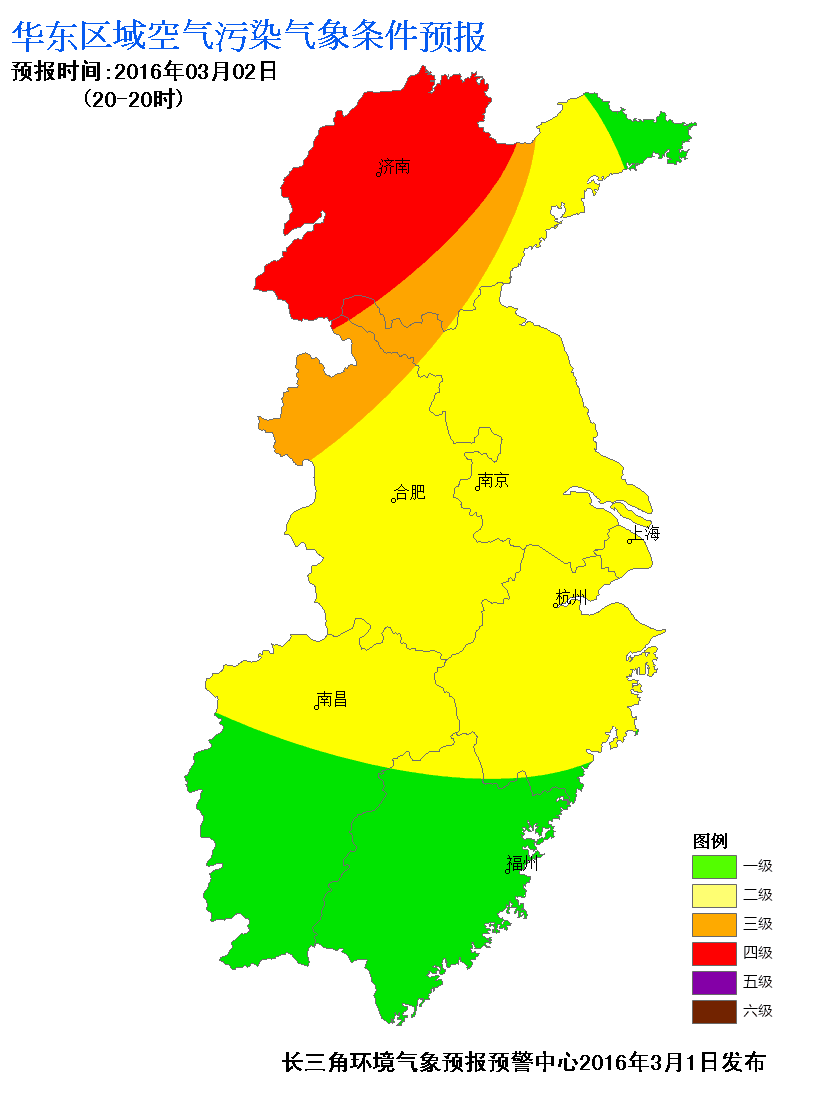 华东区域空气污染气象条件预报
预报时间:2016年03月02日
(20-20时)
济南
合肥
南京
上海
杭州
南昌
福州
图例
一级
二级
三级
四级
五级
六级
长三角环境气象预报预警中心2016年3月1日发布